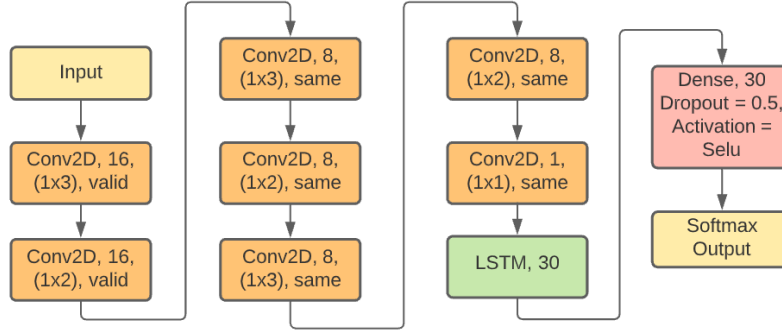 Input
Conv2D, 16,
(1x3), valid
Conv2D, 16,
(1x2), valid
Conv2D, 8,
(1x3), same
Conv2D, 8,
(1x2), same
Conv2D, 8,
(1x3), same
Conv2D, 8,
(1x2), same
Conv2D, 1,
(1x1), same
LSTM, 30
Dense, 30
Dropout = 0.5,
Activation =
Selu
Softmax
Output